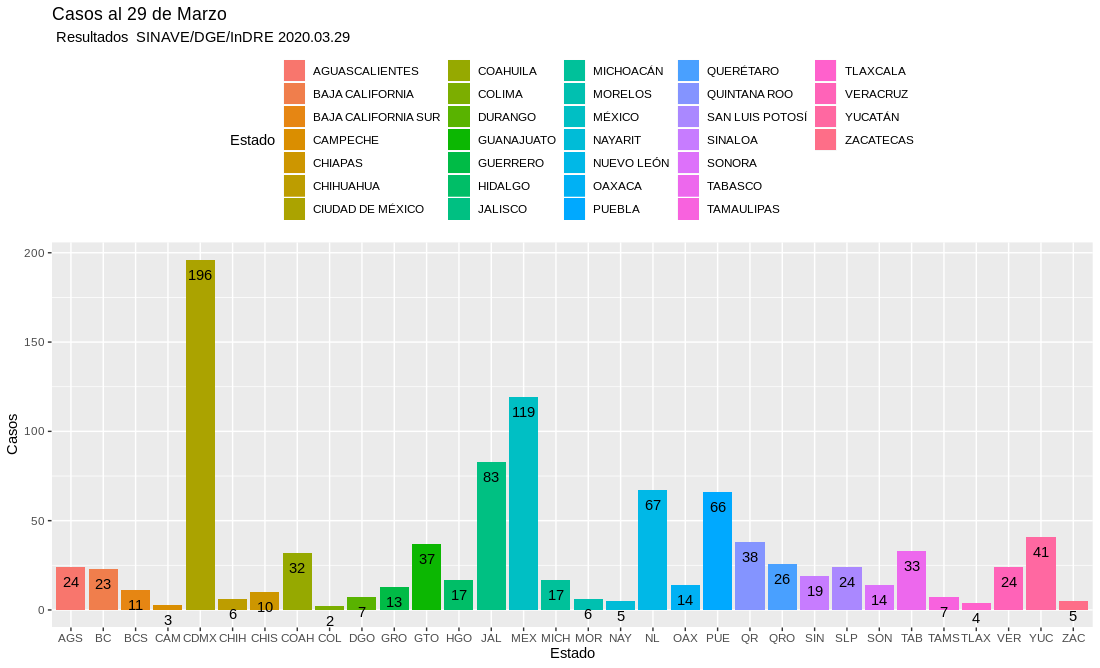 Casos al 29 de Marzo
Resultados SINAVE/DGE/InDRE 2020.03.29
AGUASCALIENTES COAHUILA MICHOACÁN QUERÉTARO TLAXCALA
BAJA CALIFORNIA COLIMA MORELOS QUINTANA ROO VERACRUZ
BAJA CALIFORNIA SUR DURANGO MÉXICO SAN LUIS POTOSÍ YUCATÁN
Estado CAMPECHE GUANAJUATO NAYARIT SINALOA ZACATECAS
CHIAPAS GUERRERO NUEVO LEÓN SONORA
CHIHUAHUA HIDALGO OAXACA TABASCO
CIUDAD DE MÉXICO JALISCO PUEBLA TAMAULIPAS
Casos
200
150
100
50
0
24 23 11 3 196 6 10 32 2 7 13 37 17 83 119 17 6 5 67 14 66 38 26 19 24 14 33 7 4 24 41 5
AGS BC BCS CAM CDMX CHIH CHIS COAH COL DGO GRO GTO HGO JAL MEX MICH MOR NAY NL OAX PUE QR QRO SIN SLP SON TAB TAMS TLAX VER YUC ZAC
Estado